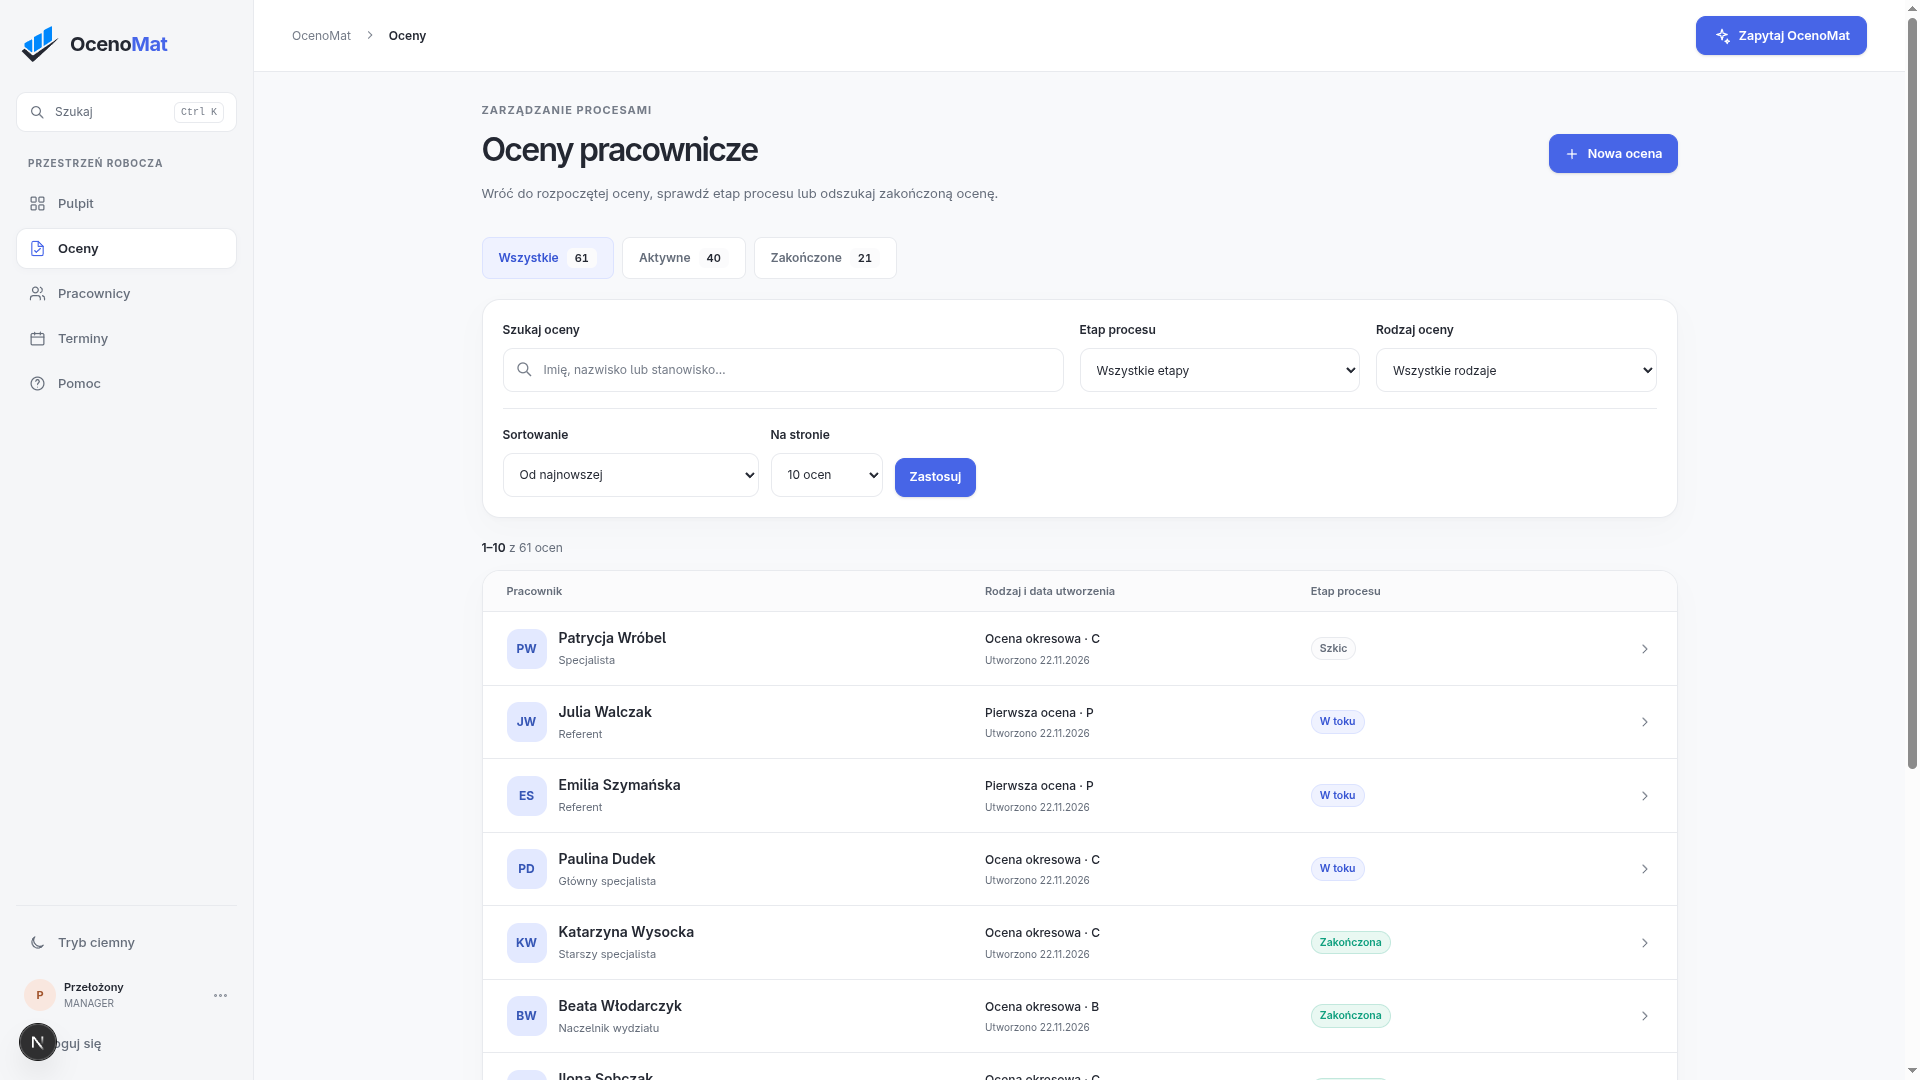 OcenoMat
Szukaj
Ctrl K
PRZESTRZEŃ ROBOCZA
Pulpit
Oceny
Pracownicy
Terminy
Pomoc
Tryb ciemny
P
Przełożony
MANAGER
N
oguj się
OcenoMat
Oceny
Zapytaj OcenoMat
ZARZĄDZANIE PROCESAMI
Oceny pracownicze
Wróć do rozpoczętej oceny, sprawdź etap procesu lub odszukaj zakończoną ocenę.
Nowa ocena
Wszystkie 61
Aktywne 40
Zakończone 21
Szukaj oceny
Imię, nazwisko lub stanowisko...
Etap procesu
Wszystkie etapy
Rodzaj oceny
Wszystkie rodzaje
Sortowanie
Od najnowszej
Na stronie
10 ocen
Zastosuj
1–10 z 61 ocen
Pracownik
Rodzaj i data utworzenia
Etap procesu
PW
Patrycja Wróbel
Specjalista
Ocena okresowa · C
Utworzono 22.11.2026
Szkic
JW
Julia Walczak
Referent
Pierwsza ocena · P
Utworzono 22.11.2026
W toku
ES
Emilia Szymańska
Referent
Pierwsza ocena · P
Utworzono 22.11.2026
W toku
PD
Paulina Dudek
Główny specjalista
Ocena okresowa · C
Utworzono 22.11.2026
W toku
KW
Katarzyna Wysocka
Starszy specjalista
Ocena okresowa · C
Utworzono 22.11.2026
Zakończona
BW
Beata Włodarczyk
Naczelnik wydziału
Ocena okresowa · B
Utworzono 22.11.2026
Zakończona
Ilona Sobczak
Ocena okresowa · C